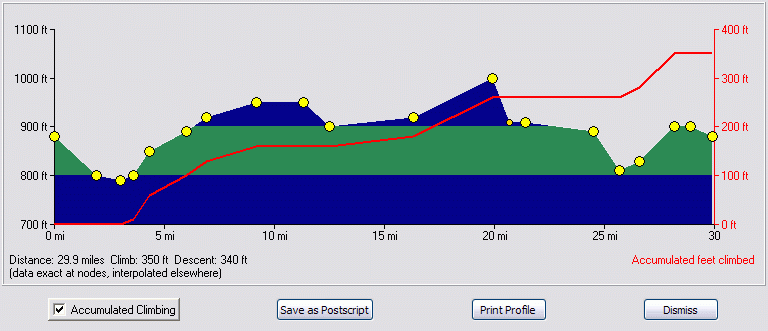 1100 ft 400 ft
1000 ft 300 ft
900 ft 200 ft
800 ft 100 ft
700 ft 0 ft
0 mi 5 mi 10 mi 15 mi 20 mi 25 mi 30
Distance: 29.9 miles Climb: 350 ft Descent: 340 ft Accumulated feet climbed
(data exact at nodes, interpolated elsewhere)
Accumulated Climbing Save as Postscript Print Profile Dismiss